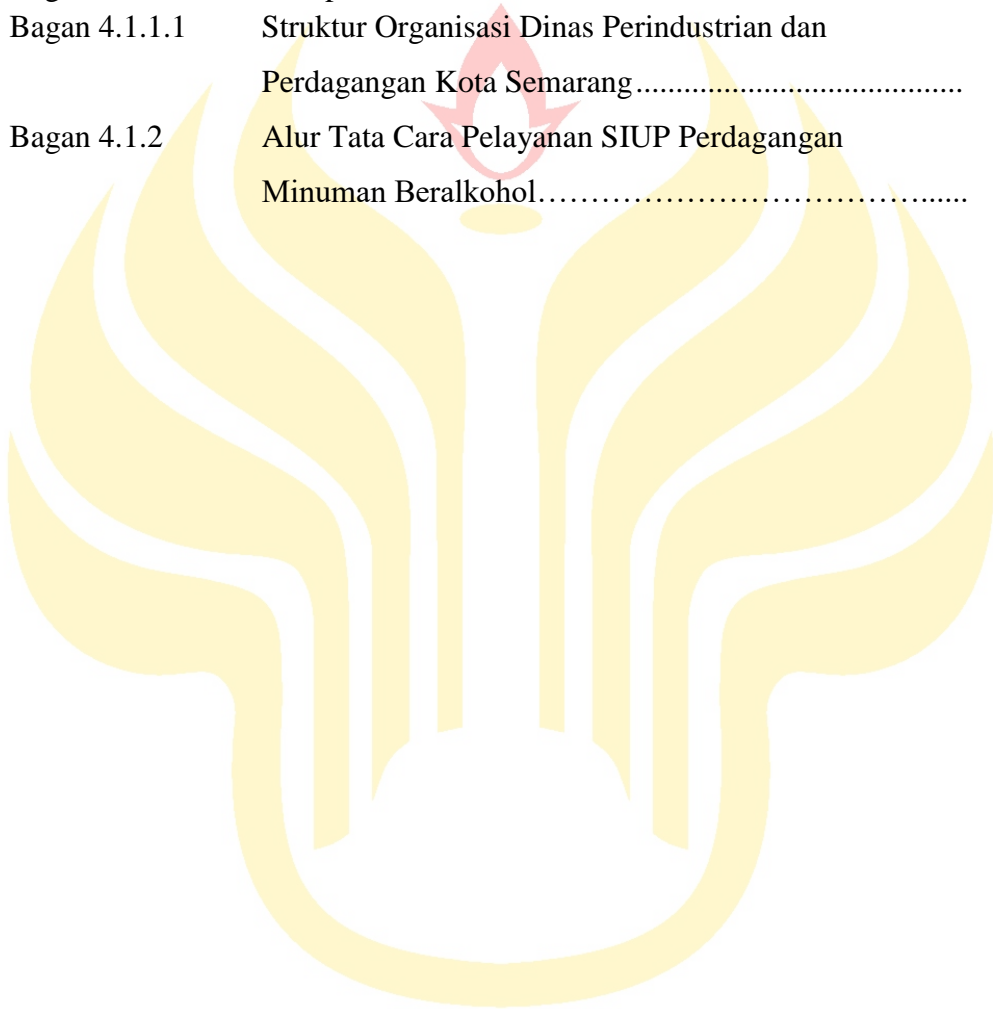 Bagan 4.1.1.1 Struktur Organisasi Dinas Perindustrian dan
Perdagangan Kota Semarang.........................................
Bagan 4.1.2 Alur Tata Cara Pelayanan SIUP Perdagangan
Minuman Beralkohol…………………………………......